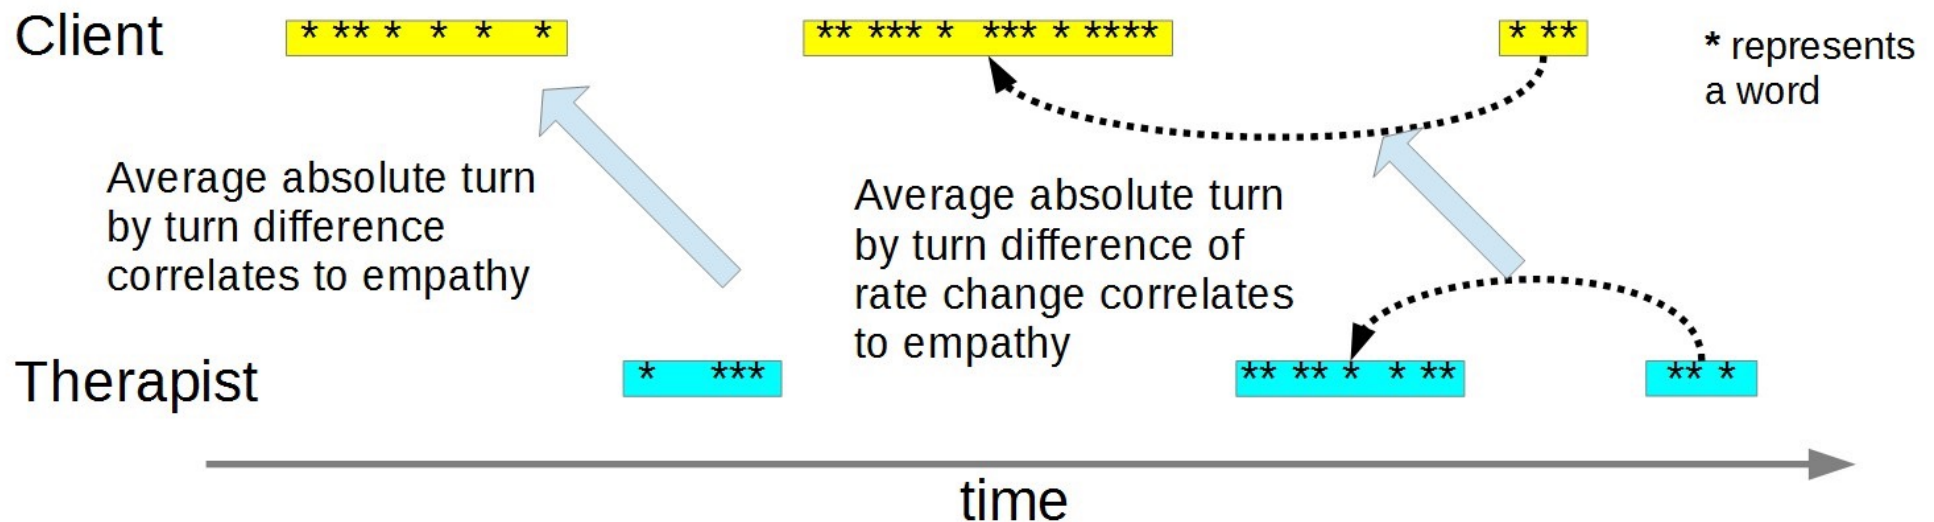 Client
* ** * * * *
** *** * *** * ****
* **
* represents
a word
Average absolute turn
by turn difference
correlates to empathy
Average absolute turn
by turn difference of
rate change correlates
to empathy
Therapist
* ***
** ** * * **
** *
time